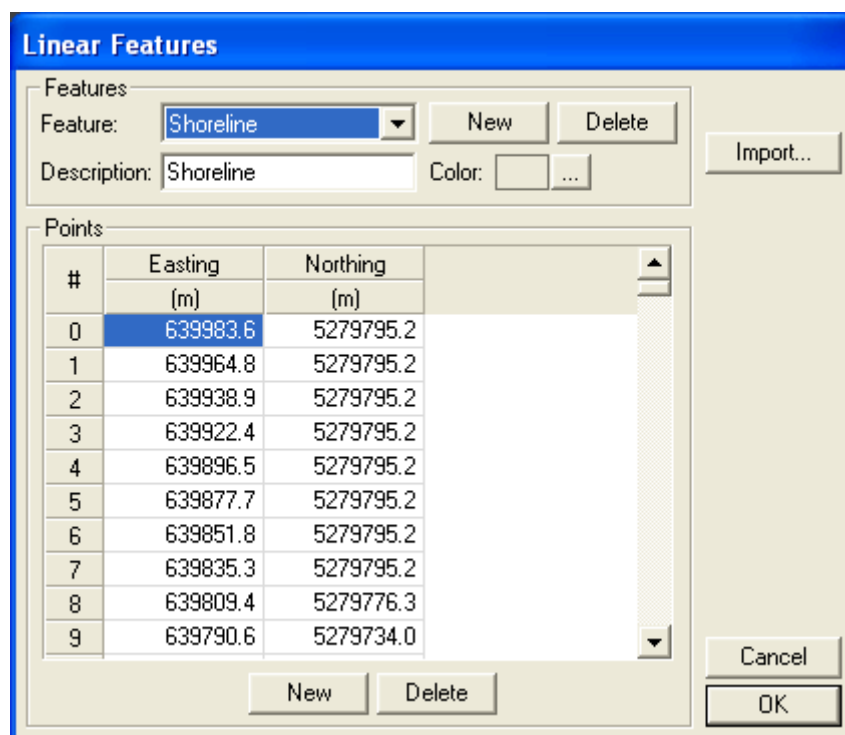 Linear Features
Features
Feature: Shoreline New Delete
Import...
Description: Shoreline Color: ...
Points
# Easting Northing
(m) (m)
0 639983.6 5279795.2
1 639964.8 5279795.2
2 639938.9 5279795.2
3 639922.4 5279795.2
4 639896.5 5279795.2
5 639877.7 5279795.2
6 639851.8 5279795.2
7 639835.3 5279795.2
8 639809.4 5279776.3
9 639790.6 5279734.0
Cancel
New Delete
OK